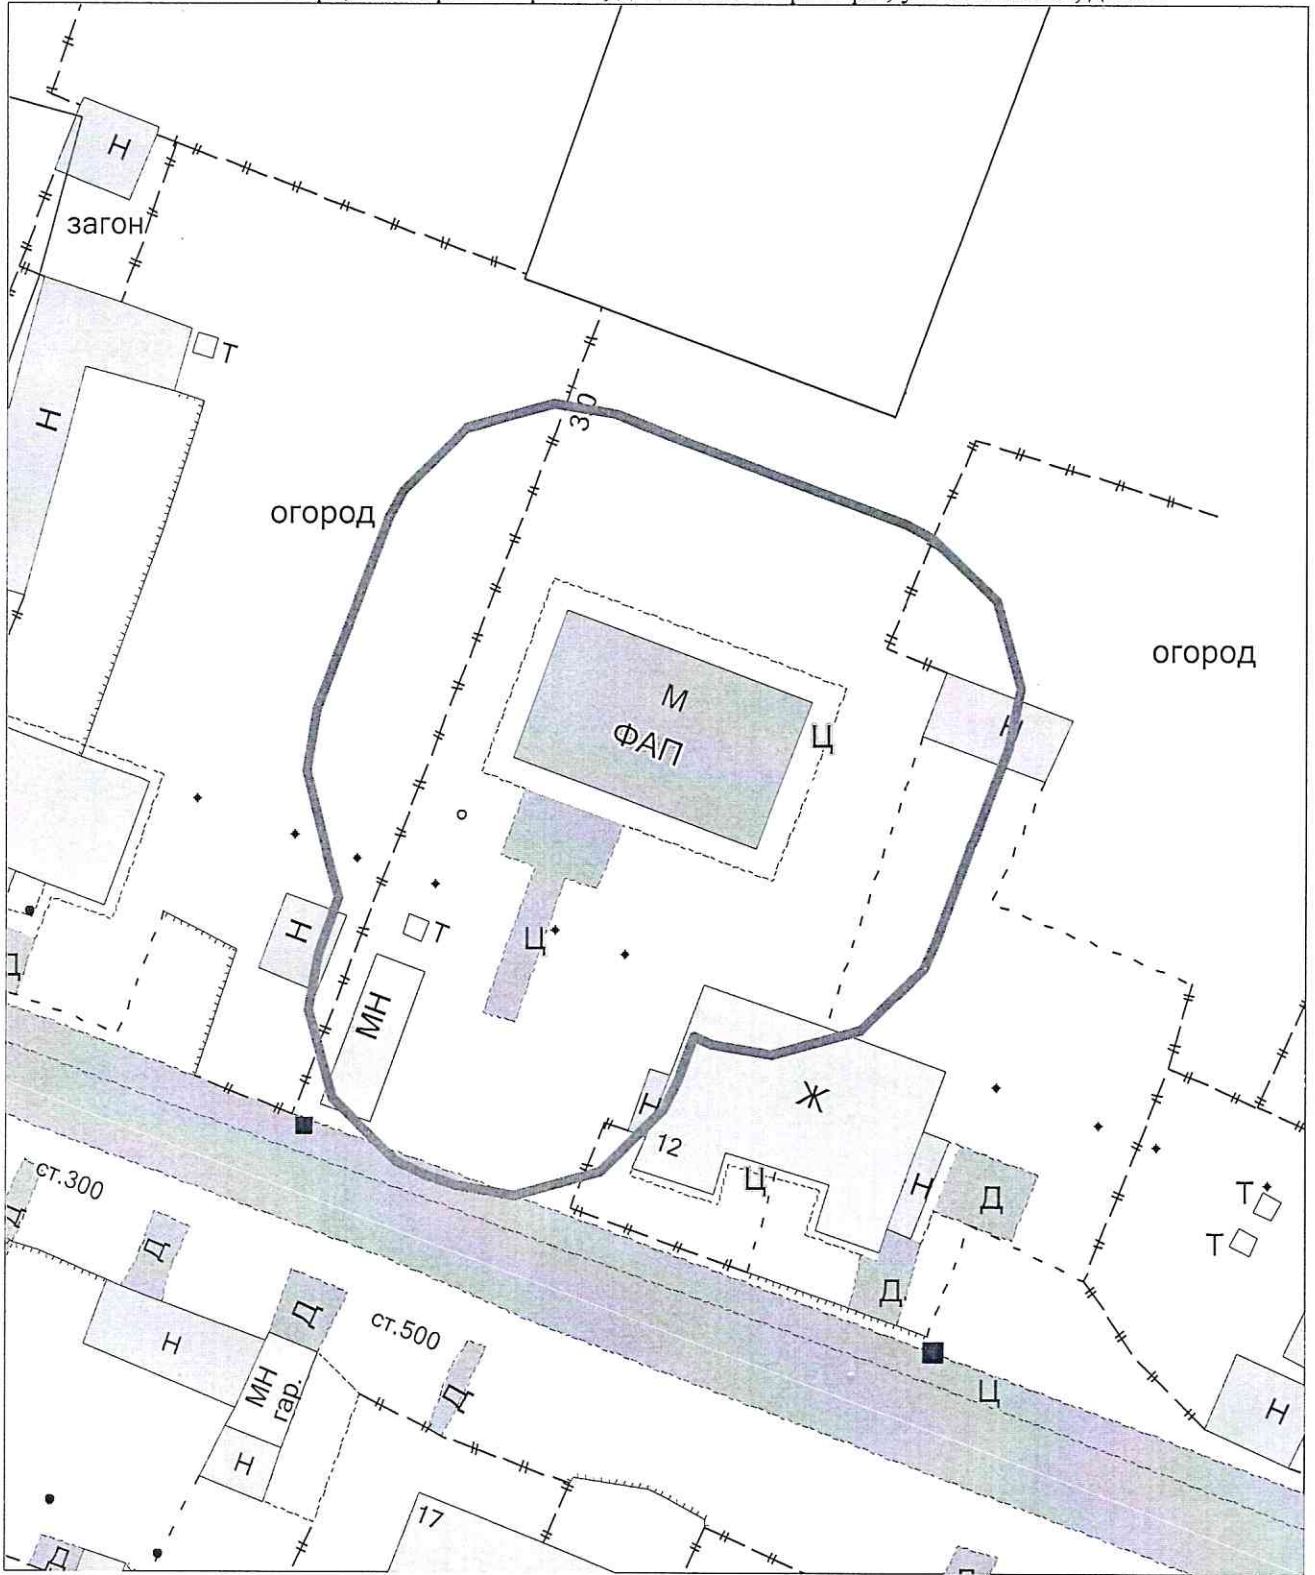 Н
загон
Т
Н
30
огород
огород
М
ФАП
Ц
Н
Т
Н
Ц
Д
МН
Ж
Н
12
Ц
Н
Д
Т
Т
ст.300
Д
Д
Д
Д
ст.500
Н
Ц
МН
гар.
Д
Н
Н
17
Д